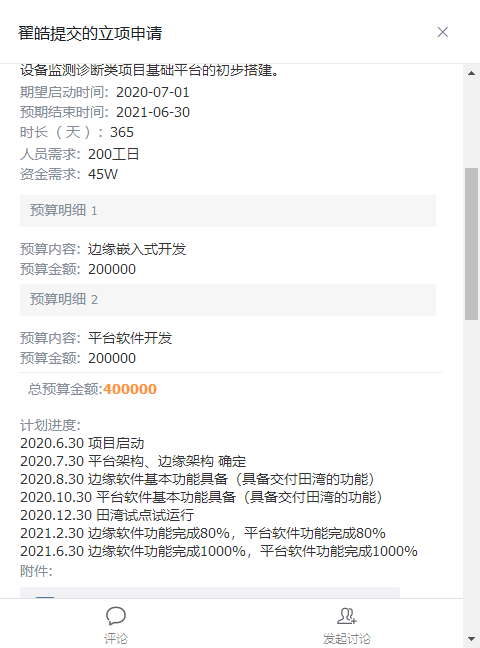 翟皓提交的立项申请
设备监测诊断类项目基础平台的初步搭建。
期望启动时间: 2020-07-01
预期结束时间: 2021-06-30
时长（天）: 365
人员需求: 200工日
资金需求: 45W
预算明细 1
预算内容: 边缘嵌入式开发
预算金额: 200000
预算明细 2
预算内容: 平台软件开发
预算金额: 200000
总预算金额:400000
计划进度:
2020.6.30 项目启动
2020.7.30 平台架构、边缘架构 确定
2020.8.30 边缘软件基本功能具备（具备交付田湾的功能）
2020.10.30 平台软件基本功能具备（具备交付田湾的功能）
2020.12.30 田湾试点试运行
2021.2.30 边缘软件功能完成80%，平台软件功能完成80%
2021.6.30 边缘软件功能完成1000%，平台软件功能完成1000%
附件:
评论
发起讨论